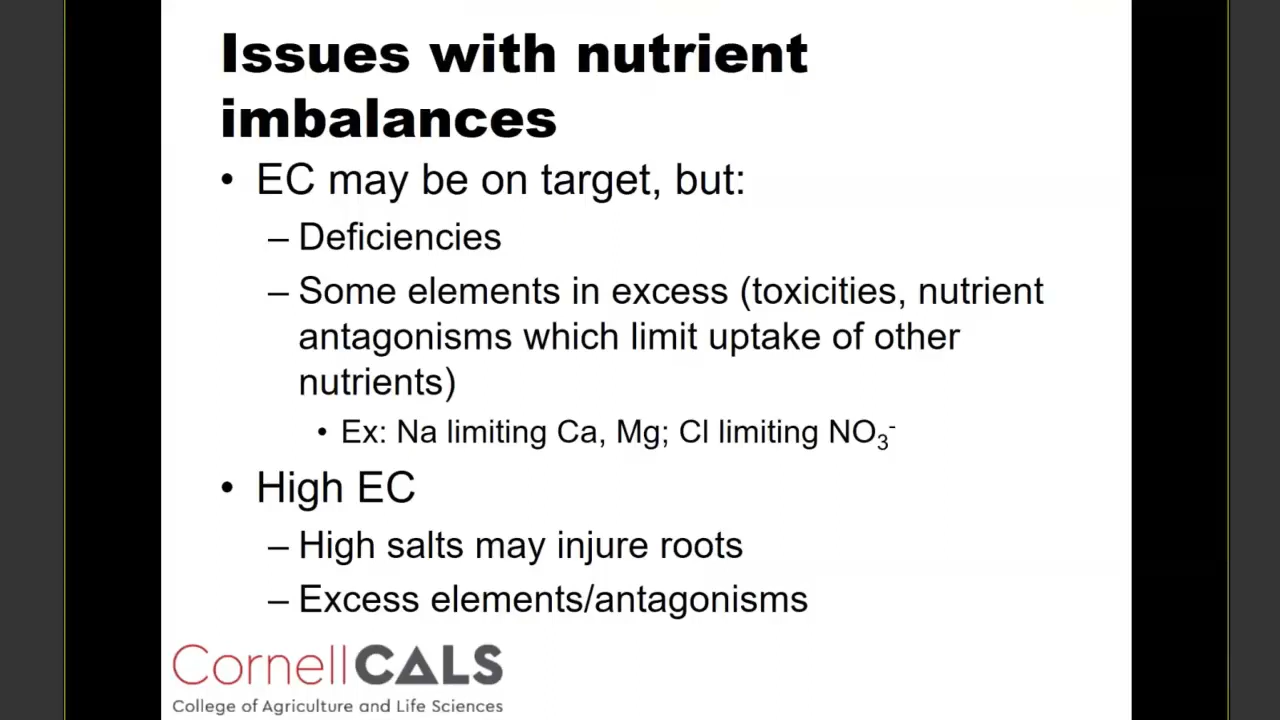 Issues with nutrient
imbalances
• EC may be on target, but:
– Deficiencies
– Some elements in excess (toxicities, nutrient
antagonisms which limit uptake of other
nutrients)
• Ex: Na limiting Ca, Mg; Cl limiting NO₃⁻
• High EC
– High salts may injure roots
– Excess elements/antagonisms
CornellCALS
College of Agriculture and Life Sciences